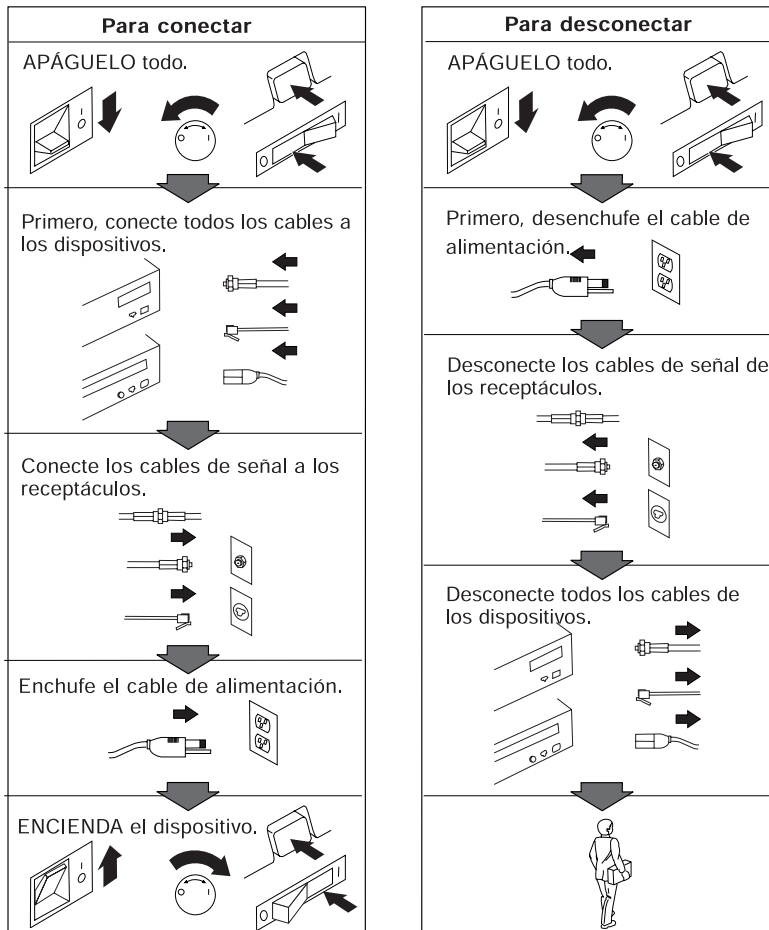 Para conectar
APÁGUELO todo.
Primero, conecte todos los cables a
los dispositivos.
Conecte los cables de señal a los
receptáculos.
Enchufe el cable de alimentación.
ENCIENDA el dispositivo.
Para desconectar
APÁGUELO todo.
Primero, desenchufe el cable de
alimentación.
Desconecte los cables de señal de
los receptáculos.
Desconecte todos los cables de
los dispositivos.